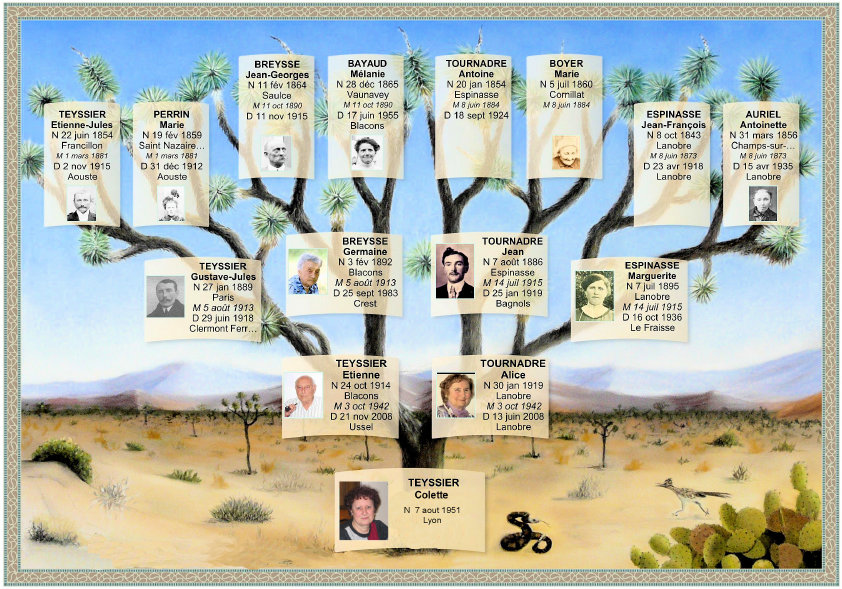 BREYSSE
Jean-Georges
N 11 fév 1864
Saulce
M 11 oct 1890
D 11 nov 1915
BAYAUD
Mélanie
N 28 déc 1865
Vaunavey
M 11 oct 1890
D 17 juin 1955
Blacons
TOURNADRE
Antoine
N 20 jan 1854
Espinasse
M 8 juin 1884
D 18 sept 1924
BOYER
Marie
N 5 juil 1860
Cornillat
M 8 juin 1884
TEYSSIER
Etienne-Jules
N 22 juin 1854
Francillon
M 1 mars 1881
D 2 nov 1915
Aouste
PERRIN
Marie
N 19 fév 1859
Saint Nazaire...
M 1 mars 1881
D 31 déc 1912
Aouste
ESPINASSE
Jean-François
N 8 oct 1843
Lanobre
M 8 juin 1873
D 23 avr 1918
Lanobre
AURIEL
Antoinette
N 31 mars 1856
Champs-sur-...
M 8 juin 1873
D 15 avr 1935
Lanobre
TEYSSIER
Gustave-Jules
N 27 jan 1889
Paris
M 5 août 1913
D 29 juin 1918
Clermont Ferr...
BREYSSE
Germaine
N 3 fév 1892
Blacons
M 5 août 1913
D 25 sept 1983
Crest
TOURNADRE
Jean
N 7 août 1886
Espinasse
M 14 juil 1915
D 25 jan 1919
Bagnols
ESPINASSE
Marguerite
N 7 juil 1895
Lanobre
M 14 juil 1915
D 16 oct 1936
Le Fraisse
TEYSSIER
Etienne
N 24 oct 1914
Blacons
M 3 oct 1942
D 21 nov 2008
Ussel
TOURNADRE
Alice
N 30 jan 1919
Lanobre
M 3 oct 1942
D 13 juin 2008
Lanobre
TEYSSIER
Colette
N 7 aout 1951
Lyon